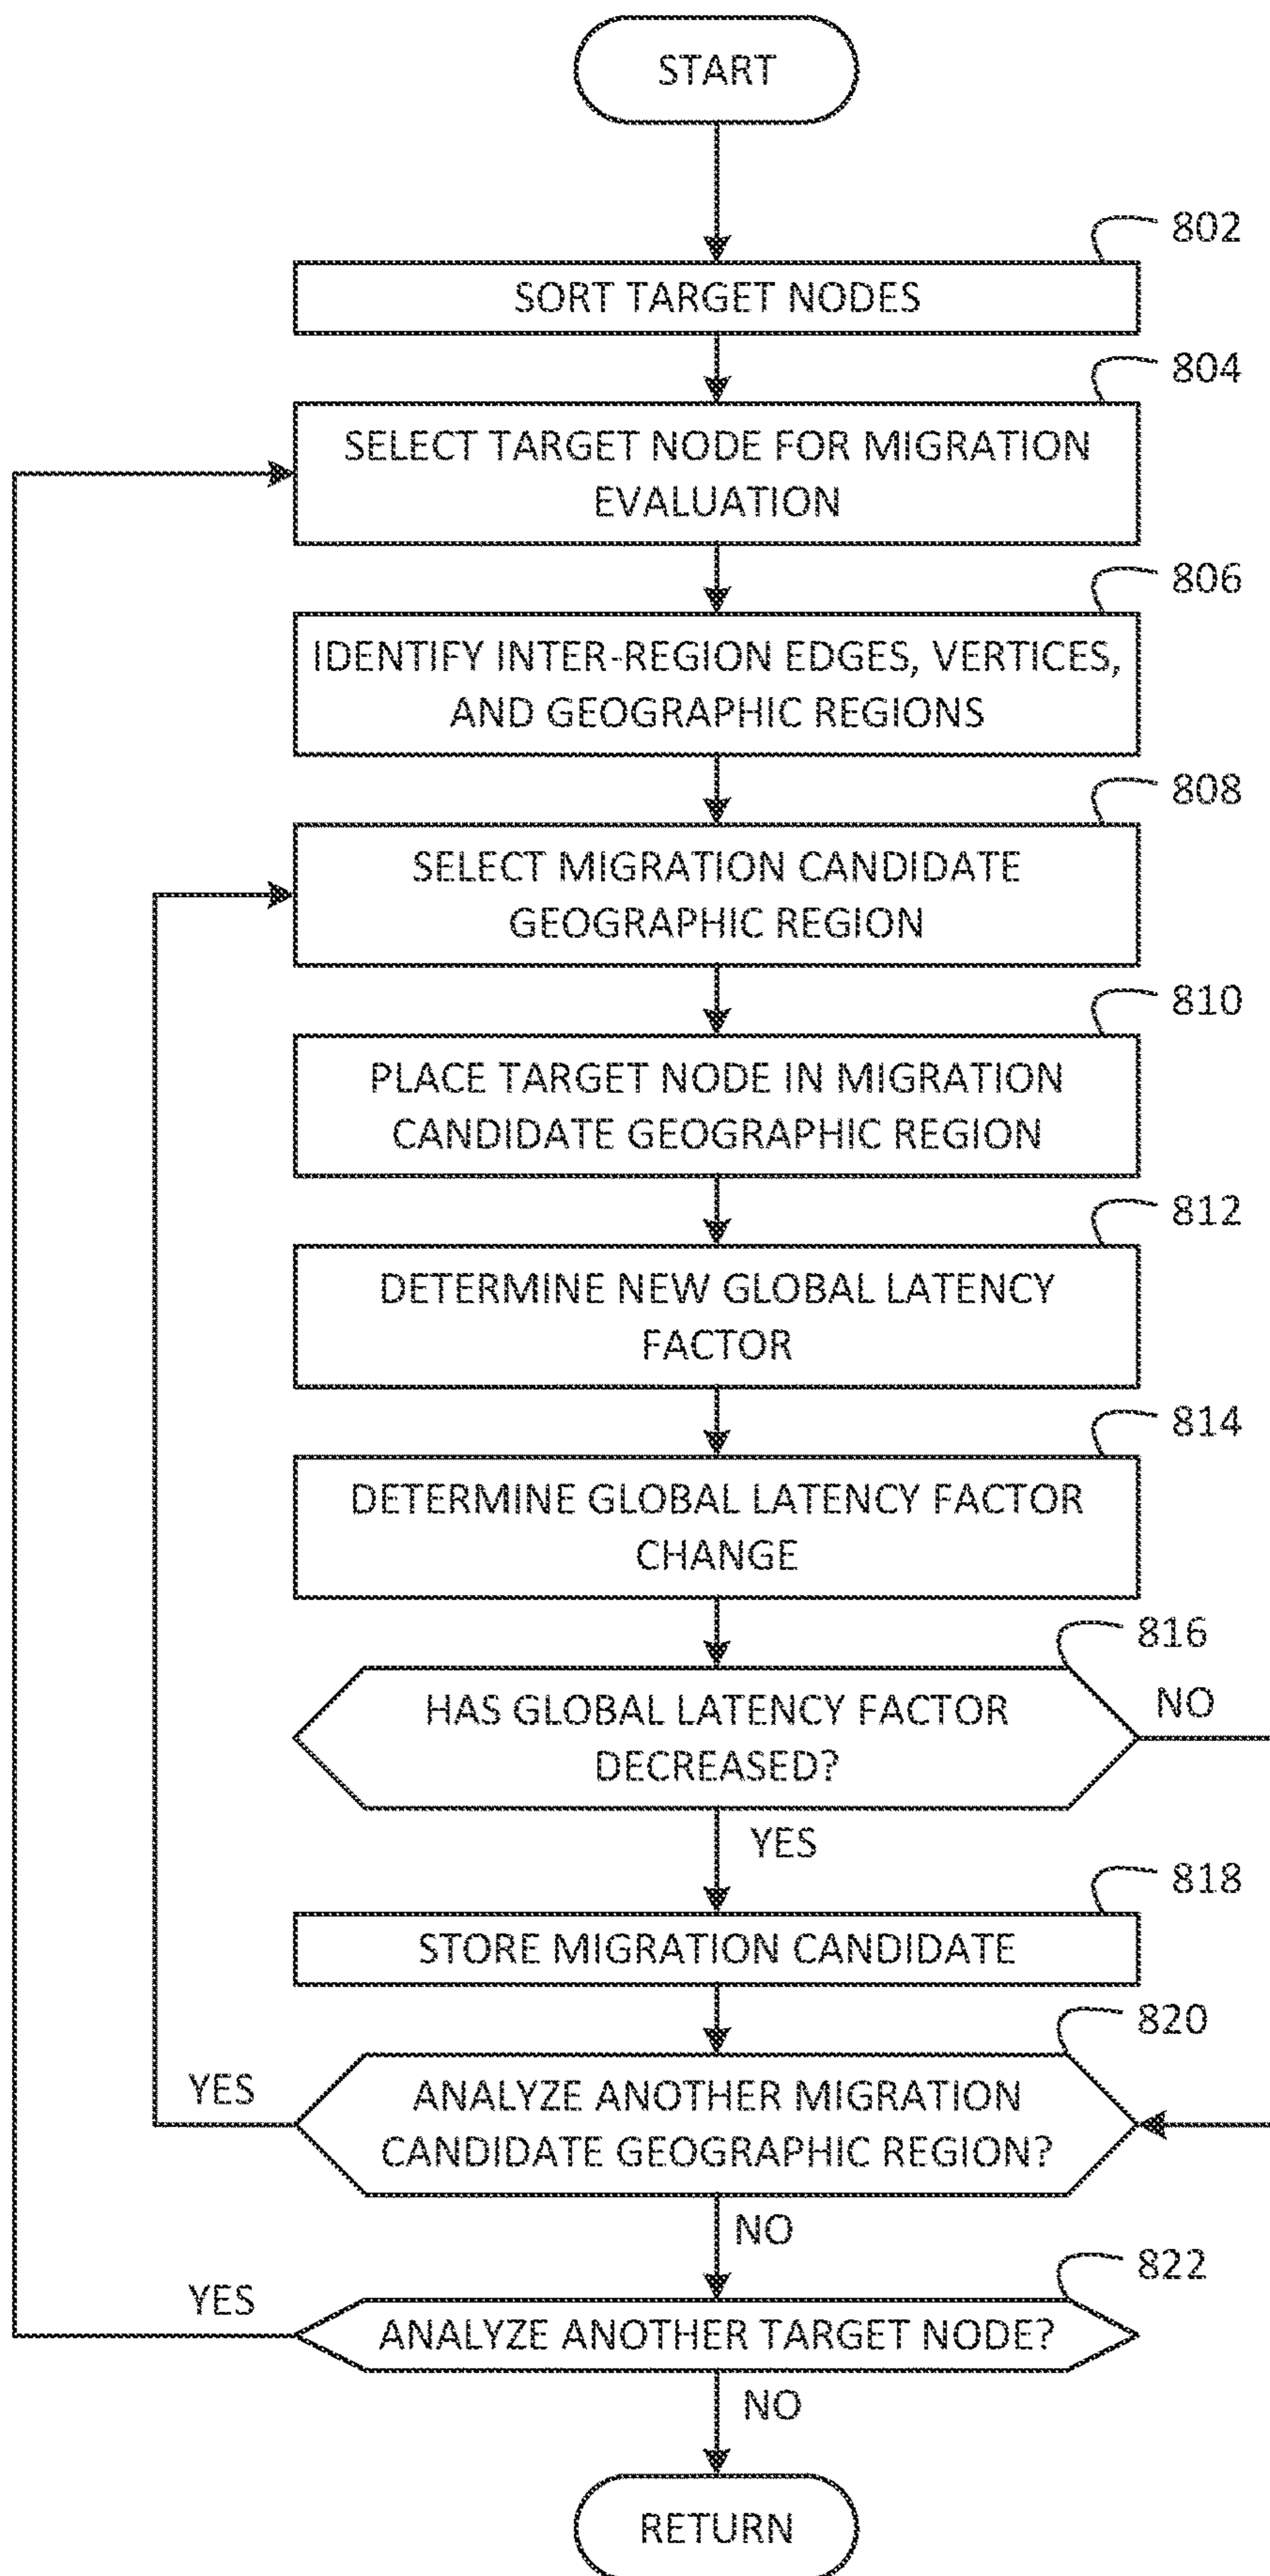 START
802
SORT TARGET NODES
804
SELECT TARGET NODE FOR MIGRATION
EVALUATION
806
IDENTIFY INTER-REGION EDGES, VERTICES,
AND GEOGRAPHIC REGIONS
808
SELECT MIGRATION CANDIDATE
GEOGRAPHIC REGION
810
PLACE TARGET NODE IN MIGRATION
CANDIDATE GEOGRAPHIC REGION
812
DETERMINE NEW GLOBAL LATENCY
FACTOR
814
DETERMINE GLOBAL LATENCY FACTOR
CHANGE
816
HAS GLOBAL LATENCY FACTOR
DECREASED?
NO
YES
818
STORE MIGRATION CANDIDATE
820
YES
ANALYZE ANOTHER MIGRATION
CANDIDATE GEOGRAPHIC REGION?
NO
822
YES
ANALYZE ANOTHER TARGET NODE?
NO
RETURN